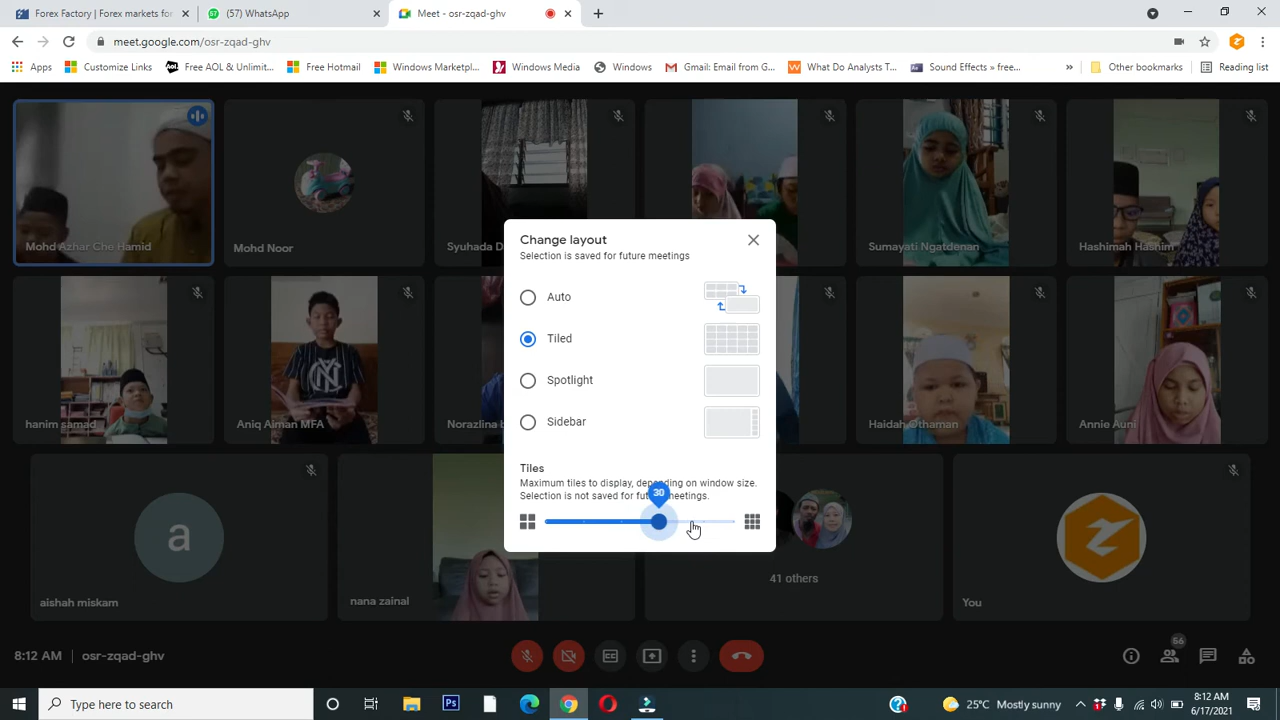 Forex Factory | Forex markets for
(57) WhatsApp
Meet - osr-zqad-ghv
meet.google.com/osr-zqad-ghv
Apps
Customize Links
Free AOL & Unlimit...
Free Hotmail
Windows Marketpl...
Windows Media
Windows
Gmail: Email from G...
What Do Analysts T...
Sound Effects » free...
»
Other bookmarks
Reading list
Mohd Azhar Che Hamid
Mohd Noor
Syuhada D
Sumayati Ngatdenan
Hashimah Hashim
Change layout
Selection is saved for future meetings
Auto
Tiled
Spotlight
Sidebar
hanim samad
Aniq Aiman MFA
Norazlina b
Haidah Othaman
Annie Auni
Tiles
Maximum tiles to display, depending on window size.
Selection is not saved for future meetings.
30
a
aishah miskam
nana zainal
41 others
You
8:12 AM | osr-zqad-ghv
56
Type here to search
25°C Mostly sunny
8:12 AM
6/17/2021